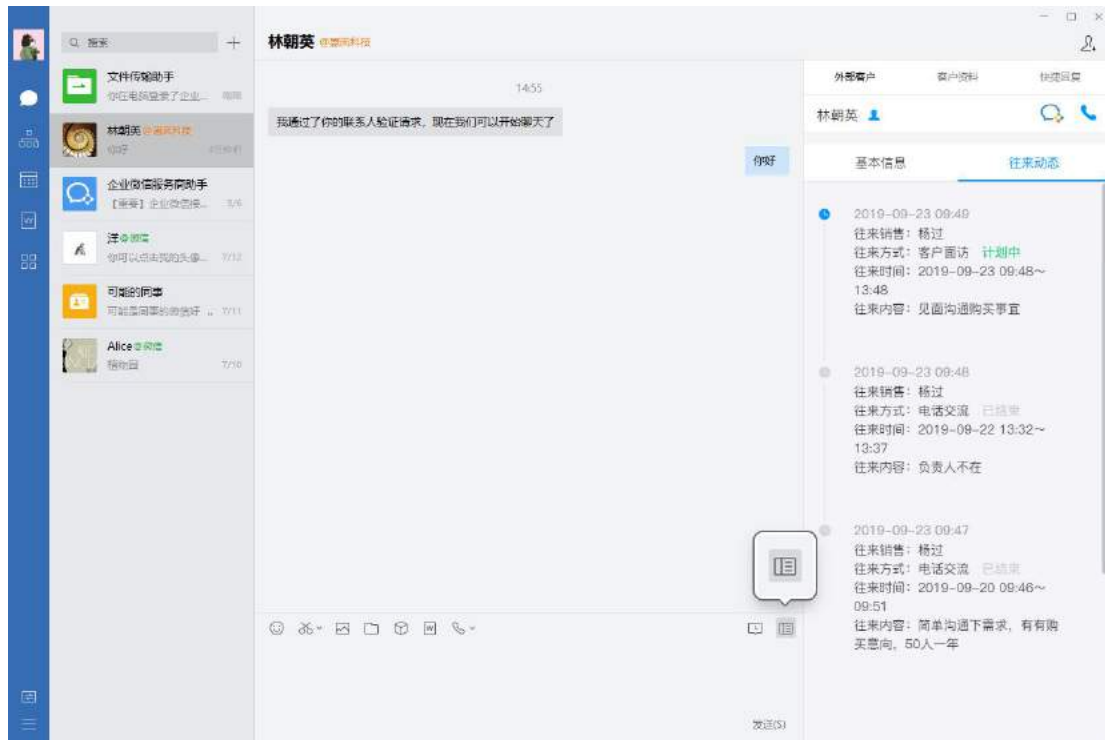 搜索
文件传输助手
你在电脑登录了企业...
林朝英
你好
企业微信服务商助手
【重要】企业微信接... 8/6
洋@微信
你可以点击我的头像... 7/12
可能的同事
可能是同事的微信好... 7/11
Alice@微信
植物园 7/10
林朝英
14:55
我通过了你的联系人验证请求，现在我们可以开始聊天了
你好
发送(S)
外部客户 客户资料 快捷回复
林朝英
基本信息 往来动态
2019-09-23 09:49
往来销售：杨过
往来方式：客户面访 计划中
往来时间：2019-09-23 09:48～
13:48
往来内容：见面沟通购买事宜
2019-09-23 09:48
往来销售：杨过
往来方式：电话交流 已结束
往来时间：2019-09-22 13:32～
13:37
往来内容：负责人不在
2019-09-23 09:47
往来销售：杨过
往来方式：电话交流 已结束
往来时间：2019-09-20 09:46～
09:51
往来内容：简单沟通下需求，有有购
买意向。50人一年